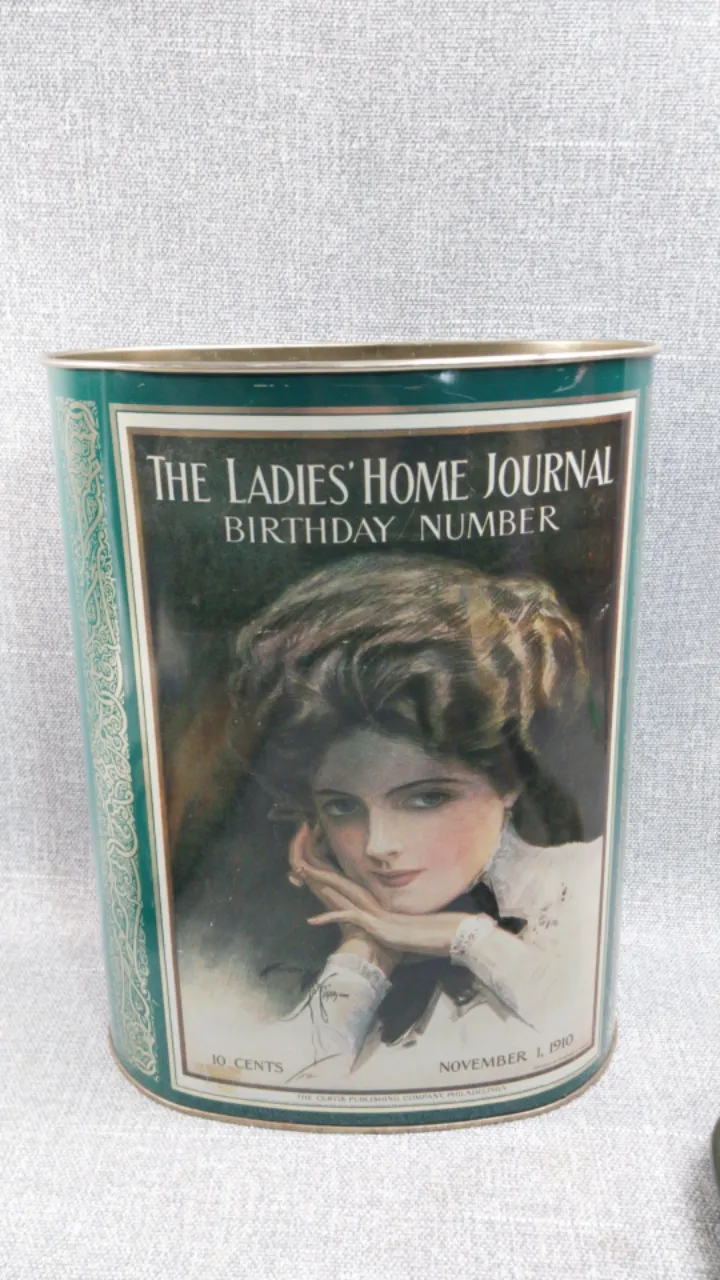 THE LADIES' HOME JOURNAL
BIRTHDAY NUMBER
10 CENTS
NOVEMBER 1, 1910
THE CURTIS PUBLISHING COMPANY, PHILADELPHIA